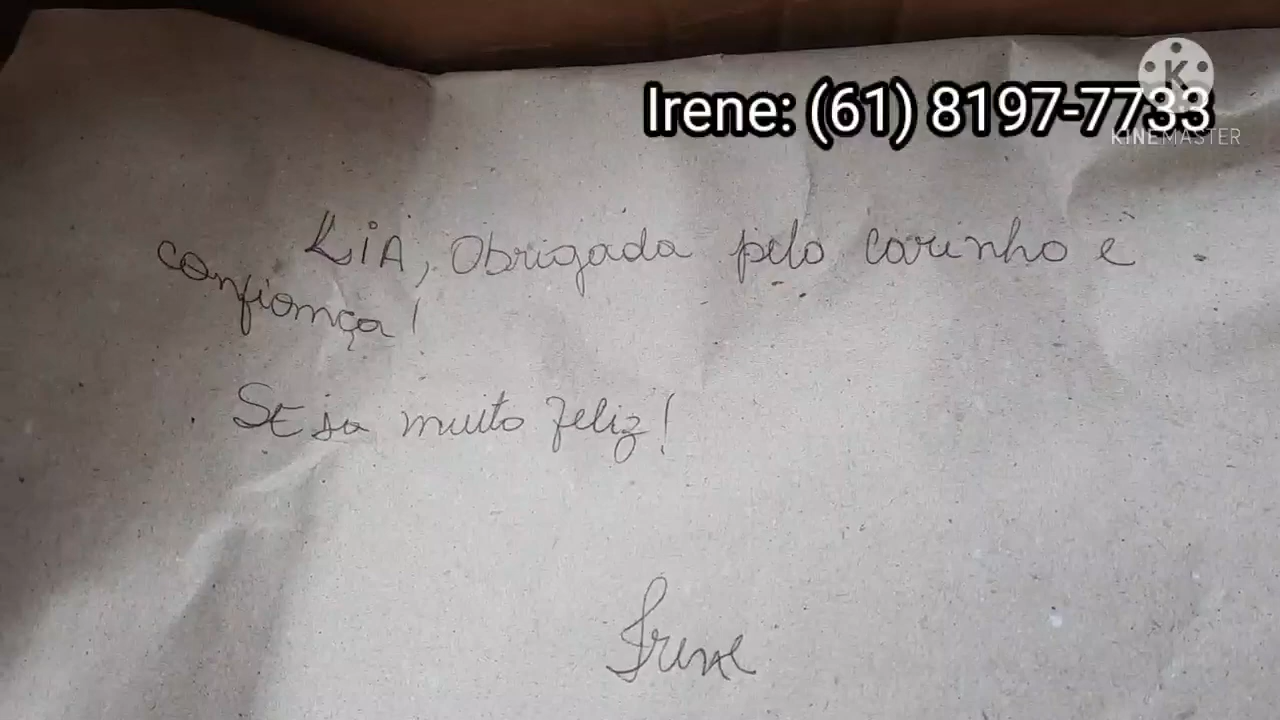 Irene: (61) 8197-7733
KINEMASTER
LiA, Obrigada pelo carinho e
confiança!
Seja muito feliz!
Irene